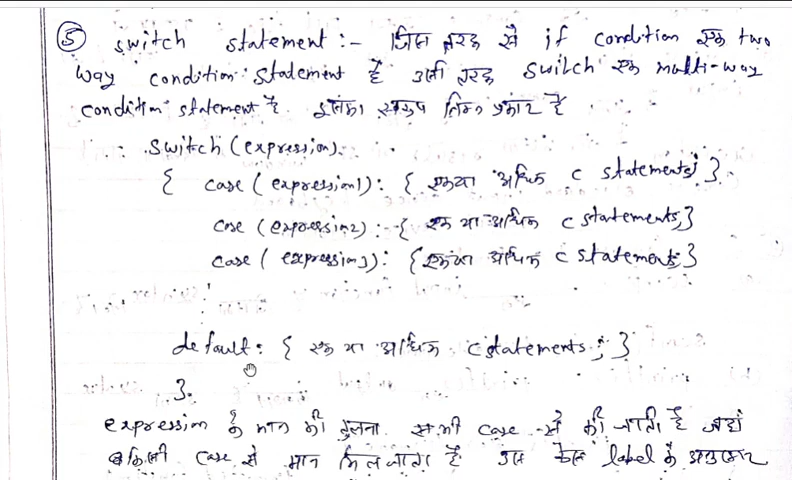 ⑤ switch statement :- जिस तरह से if condition एक two
way condition statement है उसी तरह switch एक multi-way
condition statement है इसका स्वरूप निम्न प्रकार है
switch (expression)
{ case (expression1): { एक या अधिक c statements; }
case (expression2) :- { एक या अधिक c statements; }
case (expression3): { एक या अधिक c statements; }
default : { एक या अधिक c statements ; }
}.
expression के मान की तुलना सभी case से की जाती है जहाँ
किसी case से मान मिल जाता है उस केस label के अनुसार